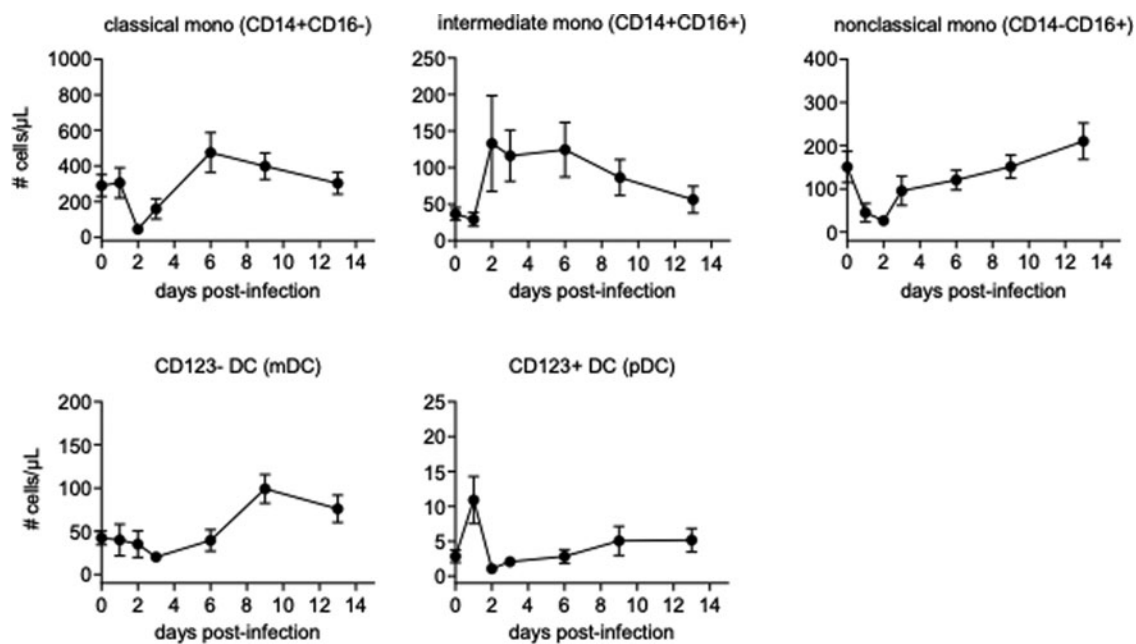 classical mono (CD14+CD16-)
1000
800
600
400
200
0
# cells/µL
0 2 4 6 8 10 12 14
days post-infection
intermediate mono (CD14+CD16+)
250
200
150
100
50
0
0 2 4 6 8 10 12 14
days post-infection
nonclassical mono (CD14-CD16+)
400
300
200
100
0
0 2 4 6 8 10 12 14
days post-infection
CD123- DC (mDC)
200
150
100
50
0
# cells/µL
0 2 4 6 8 10 12 14
days post-infection
CD123+ DC (pDC)
25
20
15
10
5
0
0 2 4 6 8 10 12 14
days post-infection